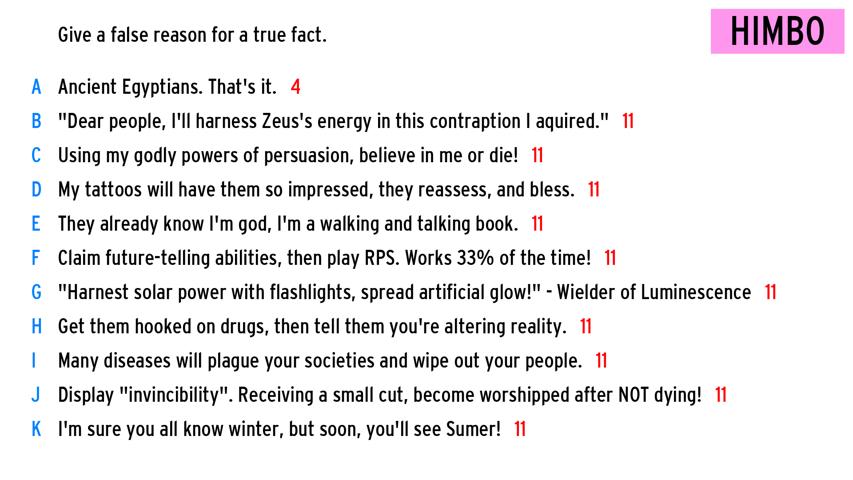 Give a false reason for a true fact.
HIMBO
A Ancient Egyptians. That's it. 4
B "Dear people, I'll harness Zeus's energy in this contraption I aquired." 11
C Using my godly powers of persuasion, believe in me or die! 11
D My tattoos will have them so impressed, they reassess, and bless. 11
E They already know I'm god, I'm a walking and talking book. 11
F Claim future-telling abilities, then play RPS. Works 33% of the time! 11
G "Harnest solar power with flashlights, spread artificial glow!" - Wielder of Luminescence 11
H Get them hooked on drugs, then tell them you're altering reality. 11
I Many diseases will plague your societies and wipe out your people. 11
J Display "invincibility". Receiving a small cut, become worshipped after NOT dying! 11
K I'm sure you all know winter, but soon, you'll see Sumer! 11